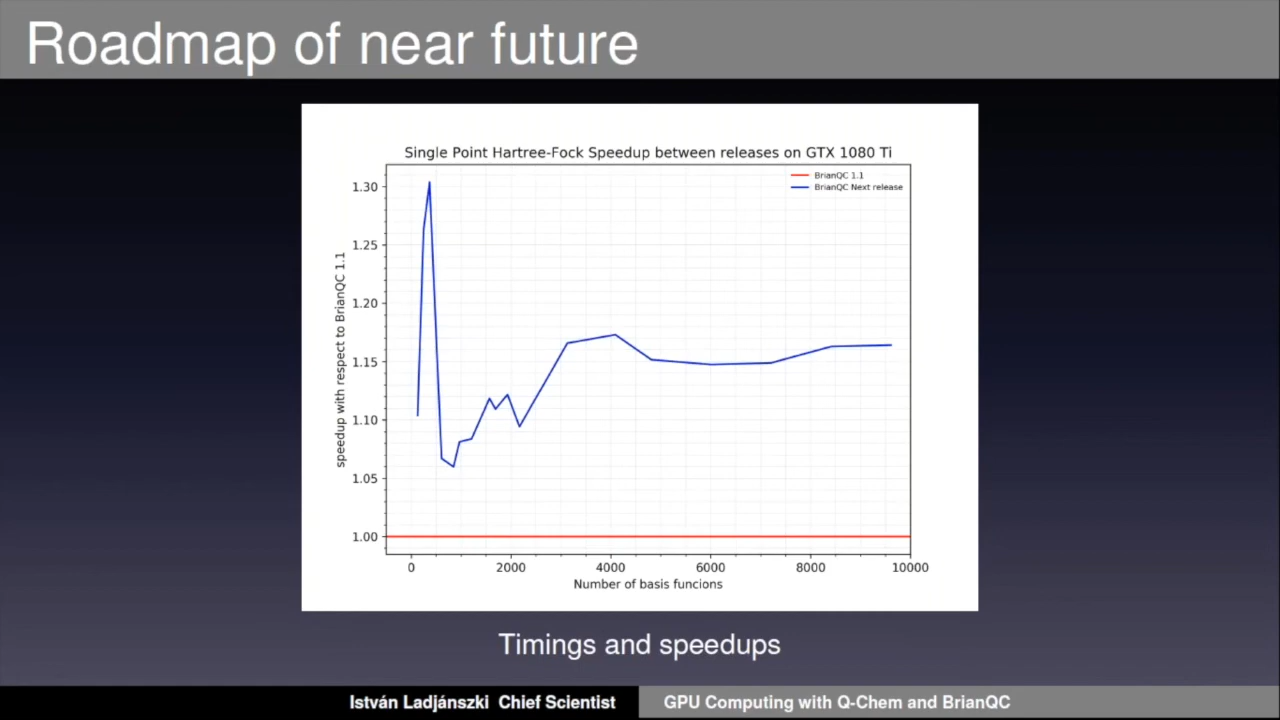 Roadmap of near future
Single Point Hartree-Fock Speedup between releases on GTX 1080 Ti
BrianQC 1.1
BrianQC Next release
speedup with respect to BrianQC 1.1
1.30
1.25
1.20
1.15
1.10
1.05
1.00
0 2000 4000 6000 8000 10000
Number of basis funcions
Timings and speedups
István Ladjánszki Chief Scientist GPU Computing with Q-Chem and BrianQC